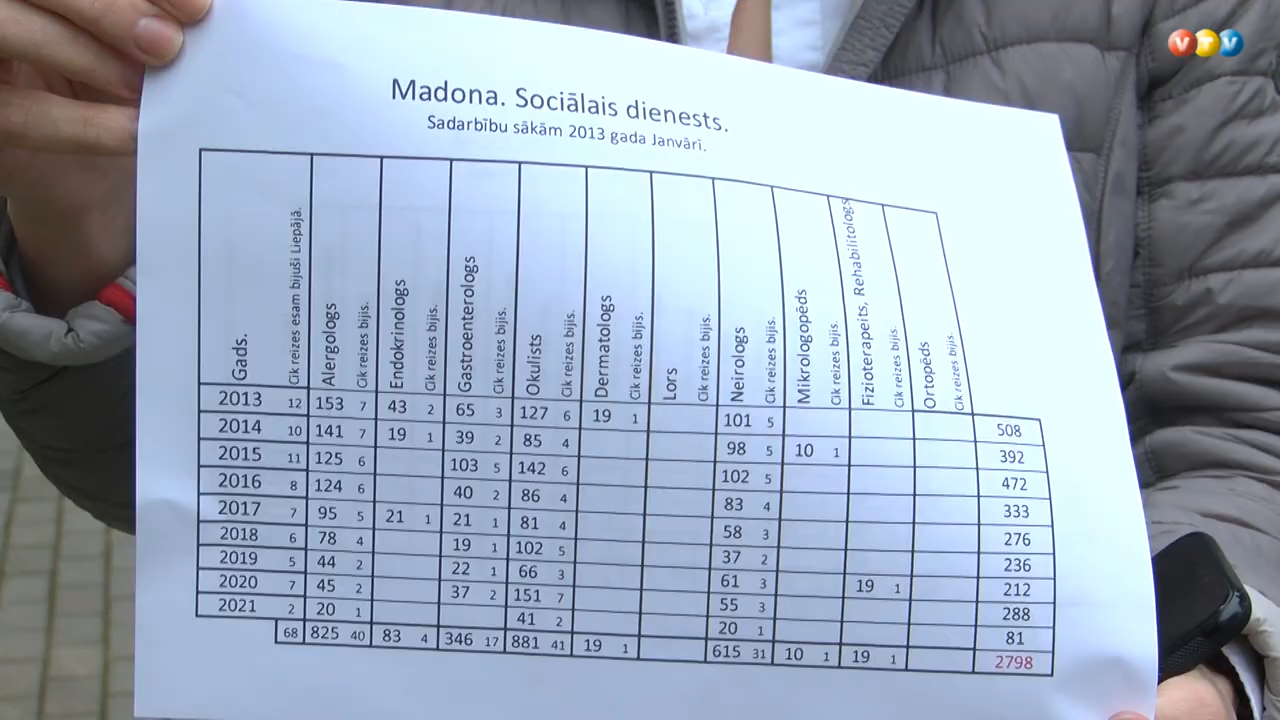 VTV
Madona. Sociālais dienests.
Sadarbību sākām 2013 gada Janvārī.
Gads. Cik reizes esam bijuši Liepājā. Alergologs Cik reizes bijis. Endokrinologs Cik reizes bijis. Gastroenterologs Cik reizes bijis. Okulists Cik reizes bijis. Dermatologs Cik reizes bijis. Lors Cik reizes bijis. Neirologs Cik reizes bijis. Mikrologopēds Cik reizes bijis. Fizioterapeits, Rehabilitologs Cik reizes bijis. Ortopēds Cik reizes bijis.
2013 12 153 7 43 2 65 3 127 6 19 1 101 5 508
2014 10 141 7 19 1 39 2 85 4 98 5 10 1 392
2015 11 125 6 103 5 142 6 102 5 472
2016 8 124 6 40 2 86 4 83 4 333
2017 7 95 5 21 1 21 1 81 4 58 3 276
2018 6 78 4 19 1 102 5 37 2 236
2019 5 44 2 22 1 66 3 61 3 19 1 212
2020 7 45 2 37 2 151 7 55 3 288
2021 2 20 1 41 2 20 1 81
68 825 40 83 4 346 17 881 41 19 1 615 31 10 1 19 1 2798